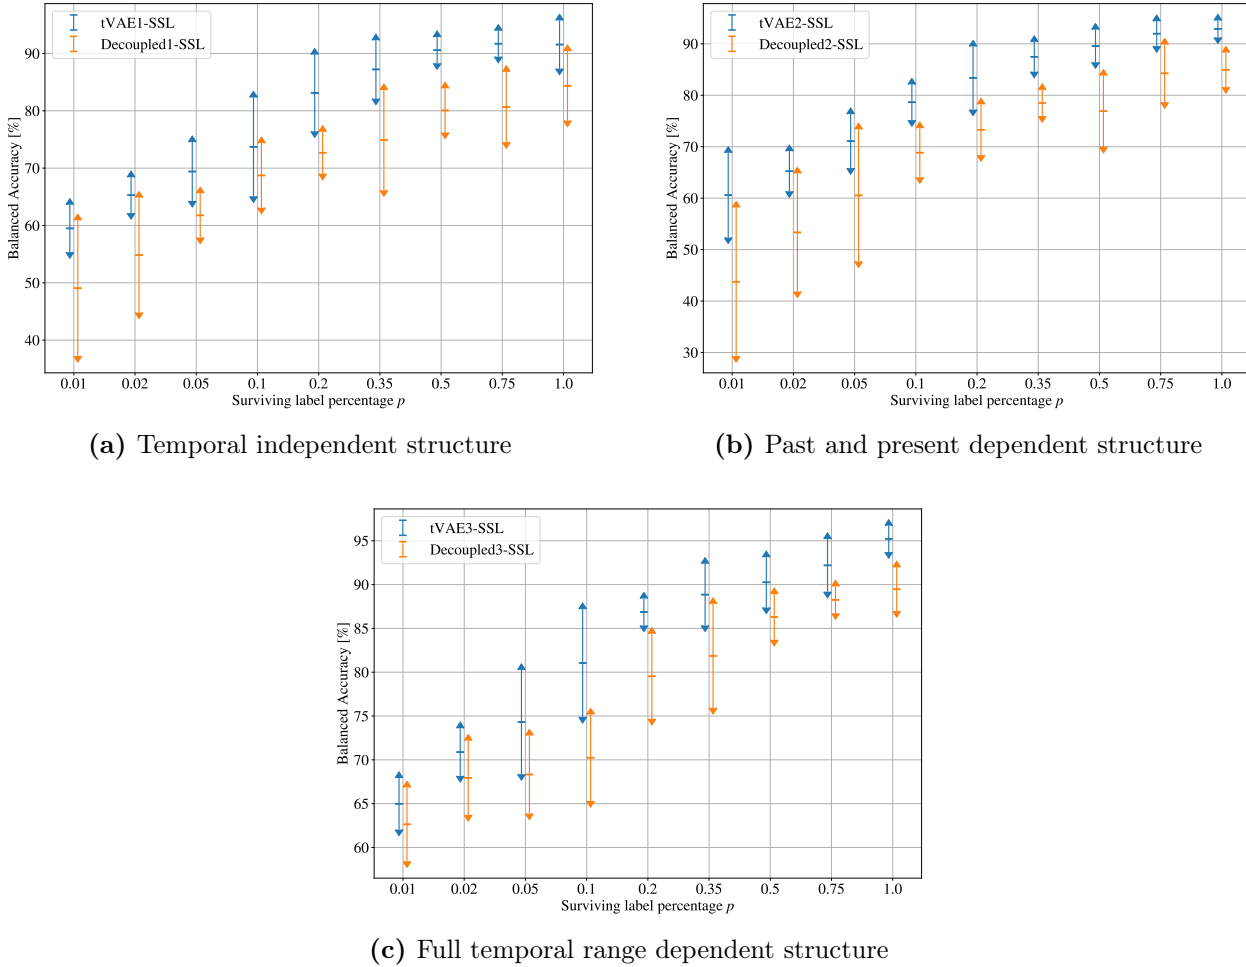 tVAE1-SSL
Decoupled1-SSL
Balanced Accuracy [%]
90
80
70
60
50
40
0.01 0.02 0.05 0.1 0.2 0.35 0.5 0.75 1.0
Surviving label percentage p
(a) Temporal independent structure
tVAE2-SSL
Decoupled2-SSL
Balanced Accuracy [%]
90
80
70
60
50
40
30
0.01 0.02 0.05 0.1 0.2 0.35 0.5 0.75 1.0
Surviving label percentage p
(b) Past and present dependent structure
tVAE3-SSL
Decoupled3-SSL
Balanced Accuracy [%]
95
90
85
80
75
70
65
60
0.01 0.02 0.05 0.1 0.2 0.35 0.5 0.75 1.0
Surviving label percentage p
(c) Full temporal range dependent structure